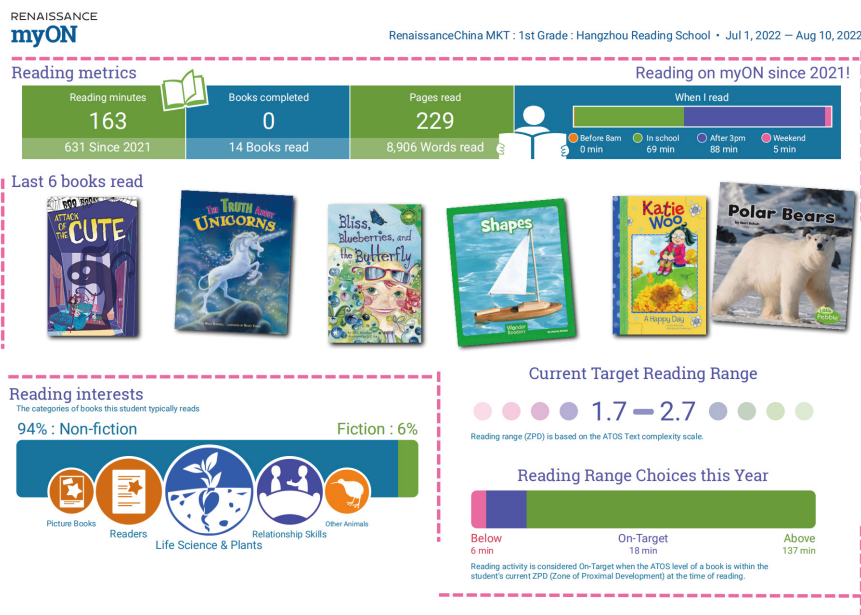 RENAISSANCE
myON
RenaissanceChina MKT : 1st Grade : Hangzhou Reading School • Jul 1, 2022 — Aug 10, 2022
Reading metrics
Reading on myON since 2021!
Reading minutes
163
631 Since 2021
Books completed
0
14 Books read
Pages read
229
8,906 Words read
When I read
Before 8am
0 min
In school
69 min
After 3pm
88 min
Weekend
5 min
Last 6 books read
BOO BOOKS
ATTACK
OF
THE CUTE
THE TRUTH ABOUT
UNICORNS
Bliss,
Blueberries, and
the Butterfly
Shapes
Wonder
Readers
Katie
Woo
A Happy Day
Polar Bears
Little
Pebble
Reading interests
The categories of books this student typically reads
94% : Non-fiction
Fiction : 6%
Picture Books
Readers
Life Science & Plants
Relationship Skills
Other Animals
Current Target Reading Range
1.7 — 2.7
Reading range (ZPD) is based on the ATOS Text complexity scale.
Reading Range Choices this Year
Below
6 min
On-Target
18 min
Above
137 min
Reading activity is considered On-Target when the ATOS level of a book is within the
student's current ZPD (Zone of Proximal Development) at the time of reading.